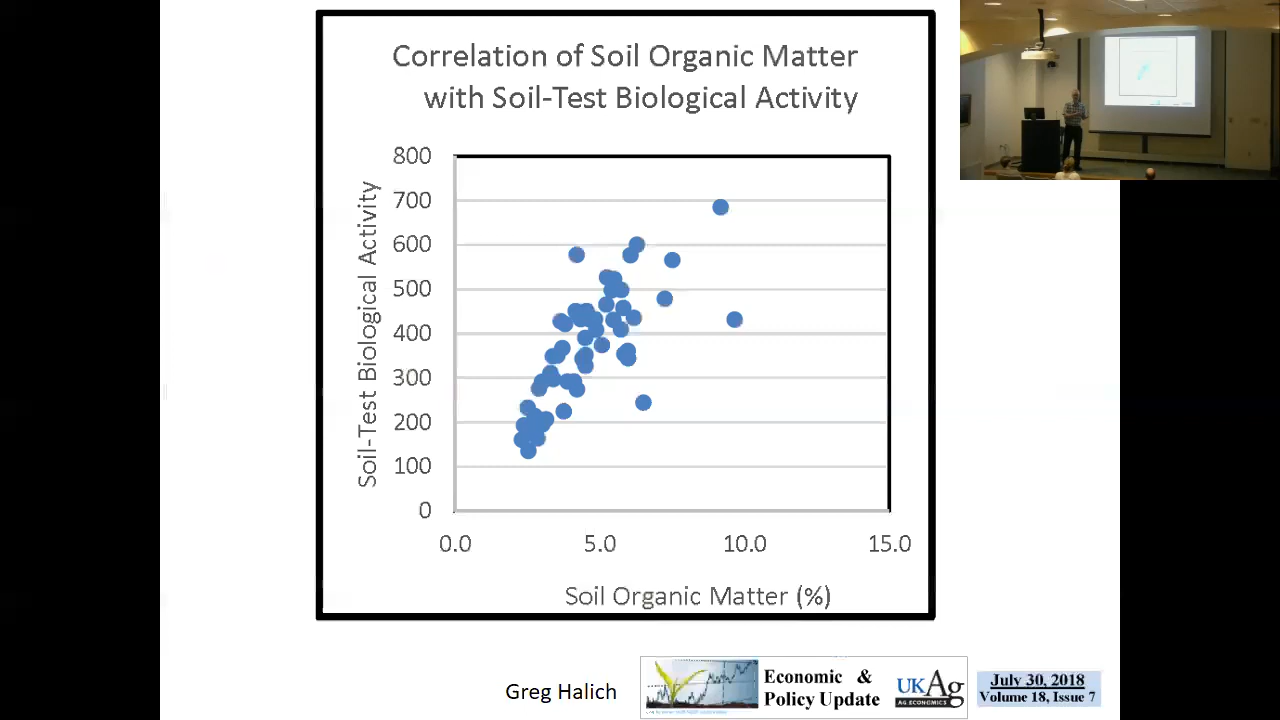 Correlation of Soil Organic Matter
with Soil-Test Biological Activity
Soil-Test Biological Activity
800
700
600
500
400
300
200
100
0
0.0 5.0 10.0 15.0
Soil Organic Matter (%)
Greg Halich
Economic &
Policy Update
UKAg
AG ECONOMICS
July 30, 2018
Volume 18, Issue 7